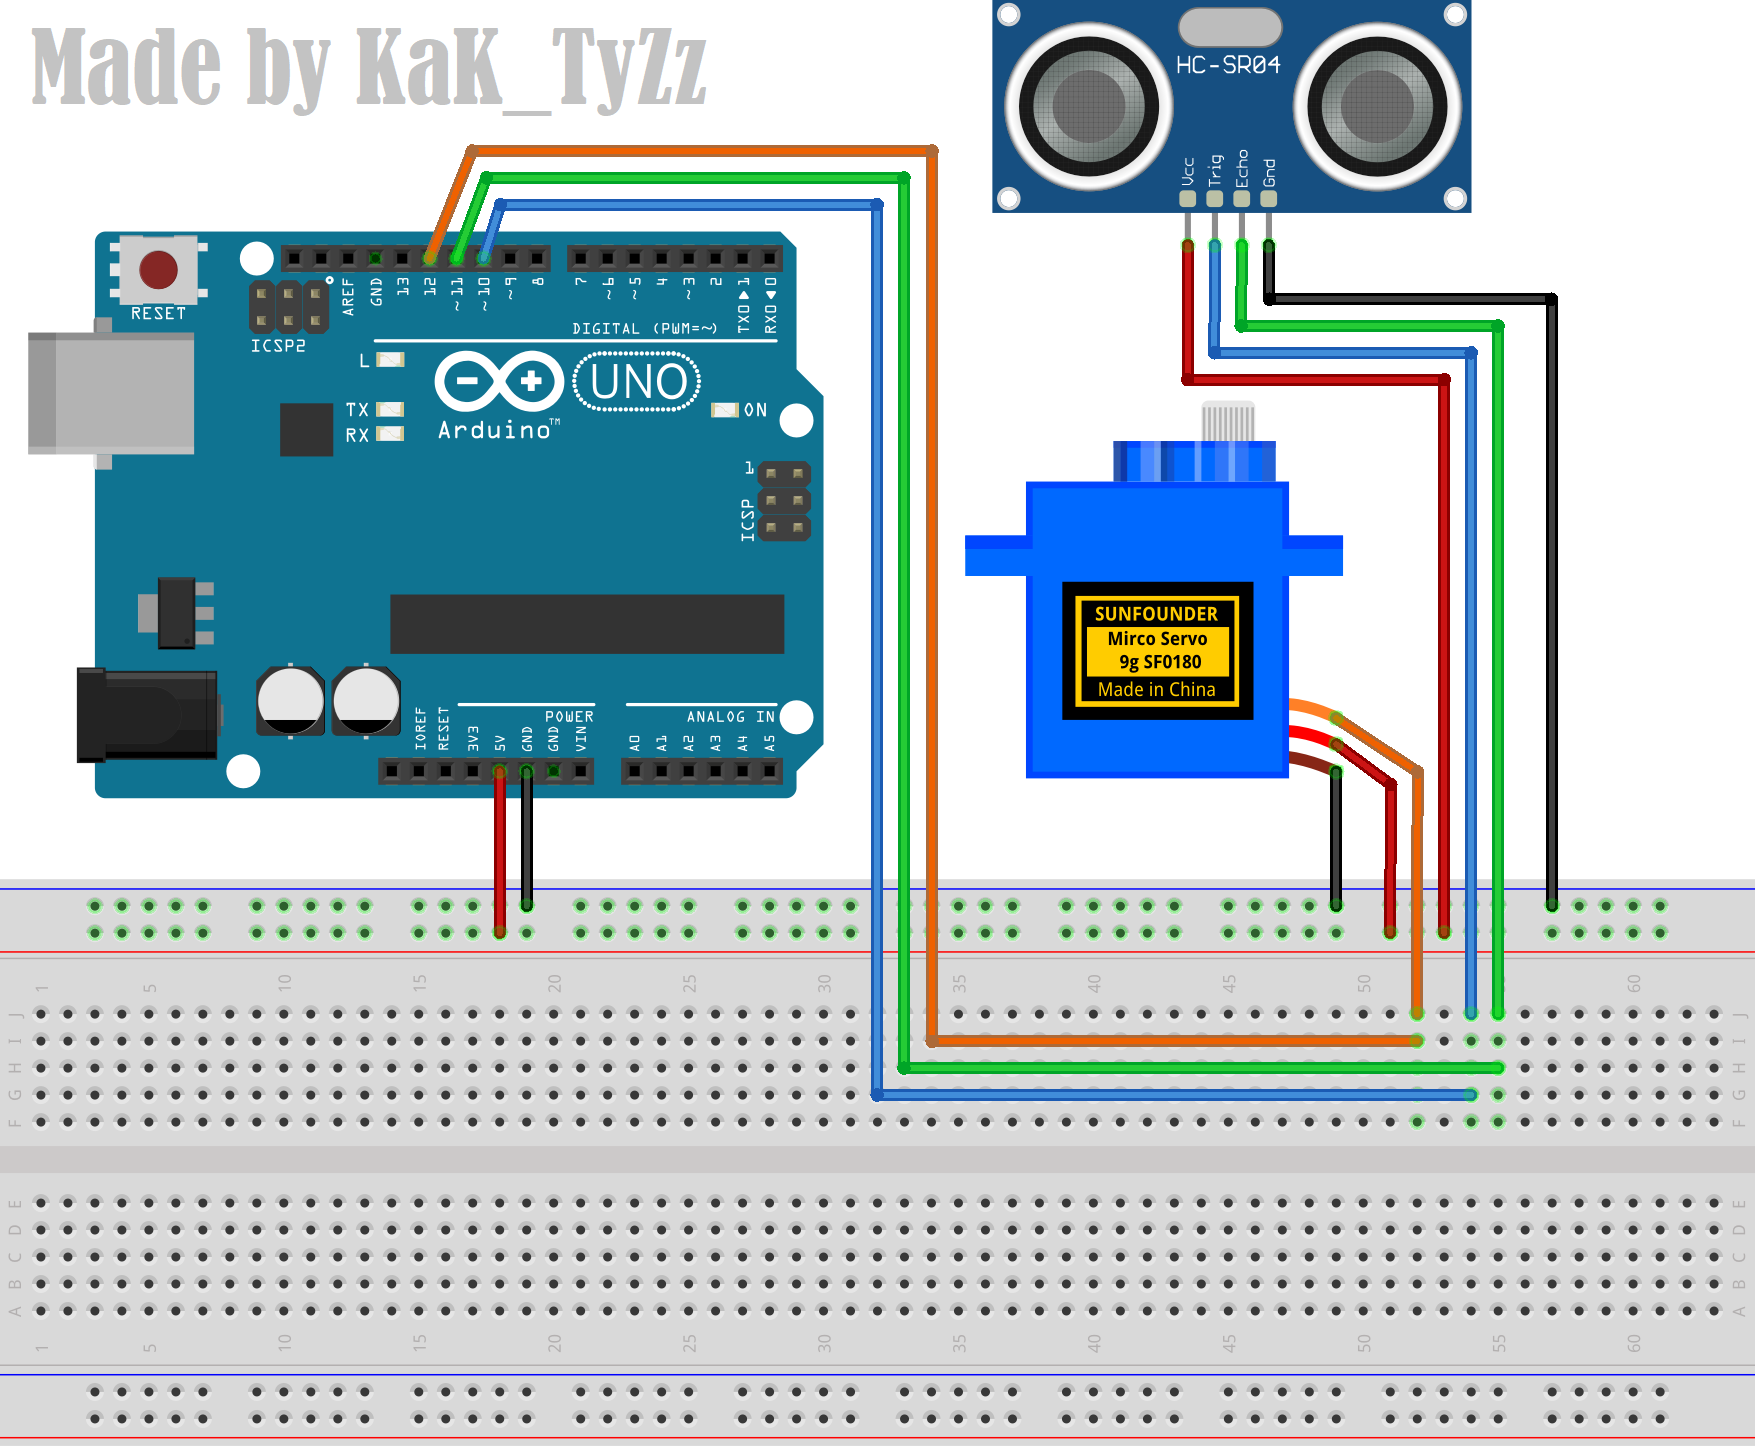 Made by KaK_TyZz
HC-SR04
Vcc
Trig
Echo
Gnd
RESET
ICSP2
AREF
GND
13
12
~11
~10
~9
8
7
~6
~5
4
~3
2
TXO▶1
RXO◀0
DIGITAL (PWM=~)
L
TX
RX
UNO
ON
Arduino™
1
ICSP
SUNFOUNDER
Mirco Servo
9g SF0180
Made in China
IOREF
RESET
3V3
5V
GND
GND
VIN
POWER
ANALOG IN
A0
A1
A2
A3
A4
A5
1 5 10 15 20 25 30 35 40 45 50 60
J J
I I
H H
G G
F F
E E
D D
C C
B B
A A
1 5 10 15 20 25 30 35 40 45 50 55 60